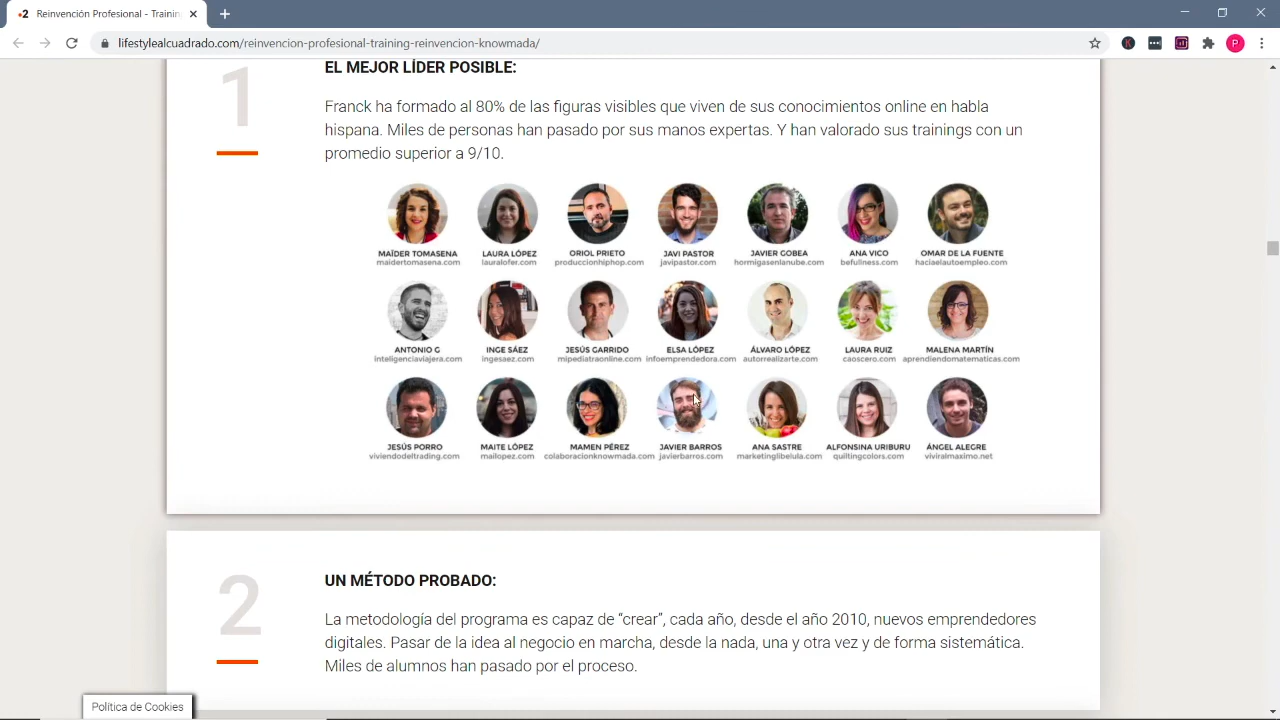 Reinvención Profesional - Trainin
lifestylealcuadrado.com/reinvencion-profesional-training-reinvencion-knowmada/
P
1
EL MEJOR LÍDER POSIBLE:
Franck ha formado al 80% de las figuras visibles que viven de sus conocimientos online en habla
hispana. Miles de personas han pasado por sus manos expertas. Y han valorado sus trainings con un
promedio superior a 9/10.
MAÏDER TOMASENA LAURA LÓPEZ ORIOL PRIETO JAVI PASTOR JAVIER GOBEA ANA VICO OMAR DE LA FUENTE
maidertomasena.com lauralofer.com produccionhiphop.com javipastor.com hormigasenlanube.com befullness.com haciaelautoempleo.com
ANTONIO G INGE SÁEZ JESÚS GARRIDO ELSA LÓPEZ ÁLVARO LÓPEZ LAURA RUIZ MALENA MARTÍN
inteligenciaviajera.com ingesaez.com mipediatraonline.com infoemprendedora.com autorrealizarte.com caoscero.com aprendiendomatematicas.com
JESÚS PORRO MAITE LÓPEZ MAMEN PÉREZ JAVIER BARROS ANA SASTRE ALFONSINA URIBURU ÁNGEL ALEGRE
viviendodeltrading.com mailopez.com colaboracionknowmada.com javierbarros.com marketinglibelula.com quiltingcolors.com viviralmaximo.net
2
UN MÉTODO PROBADO:
La metodología del programa es capaz de “crear”, cada año, desde el año 2010, nuevos emprendedores
digitales. Pasar de la idea al negocio en marcha, desde la nada, una y otra vez y de forma sistemática.
Miles de alumnos han pasado por el proceso.
Política de Cookies